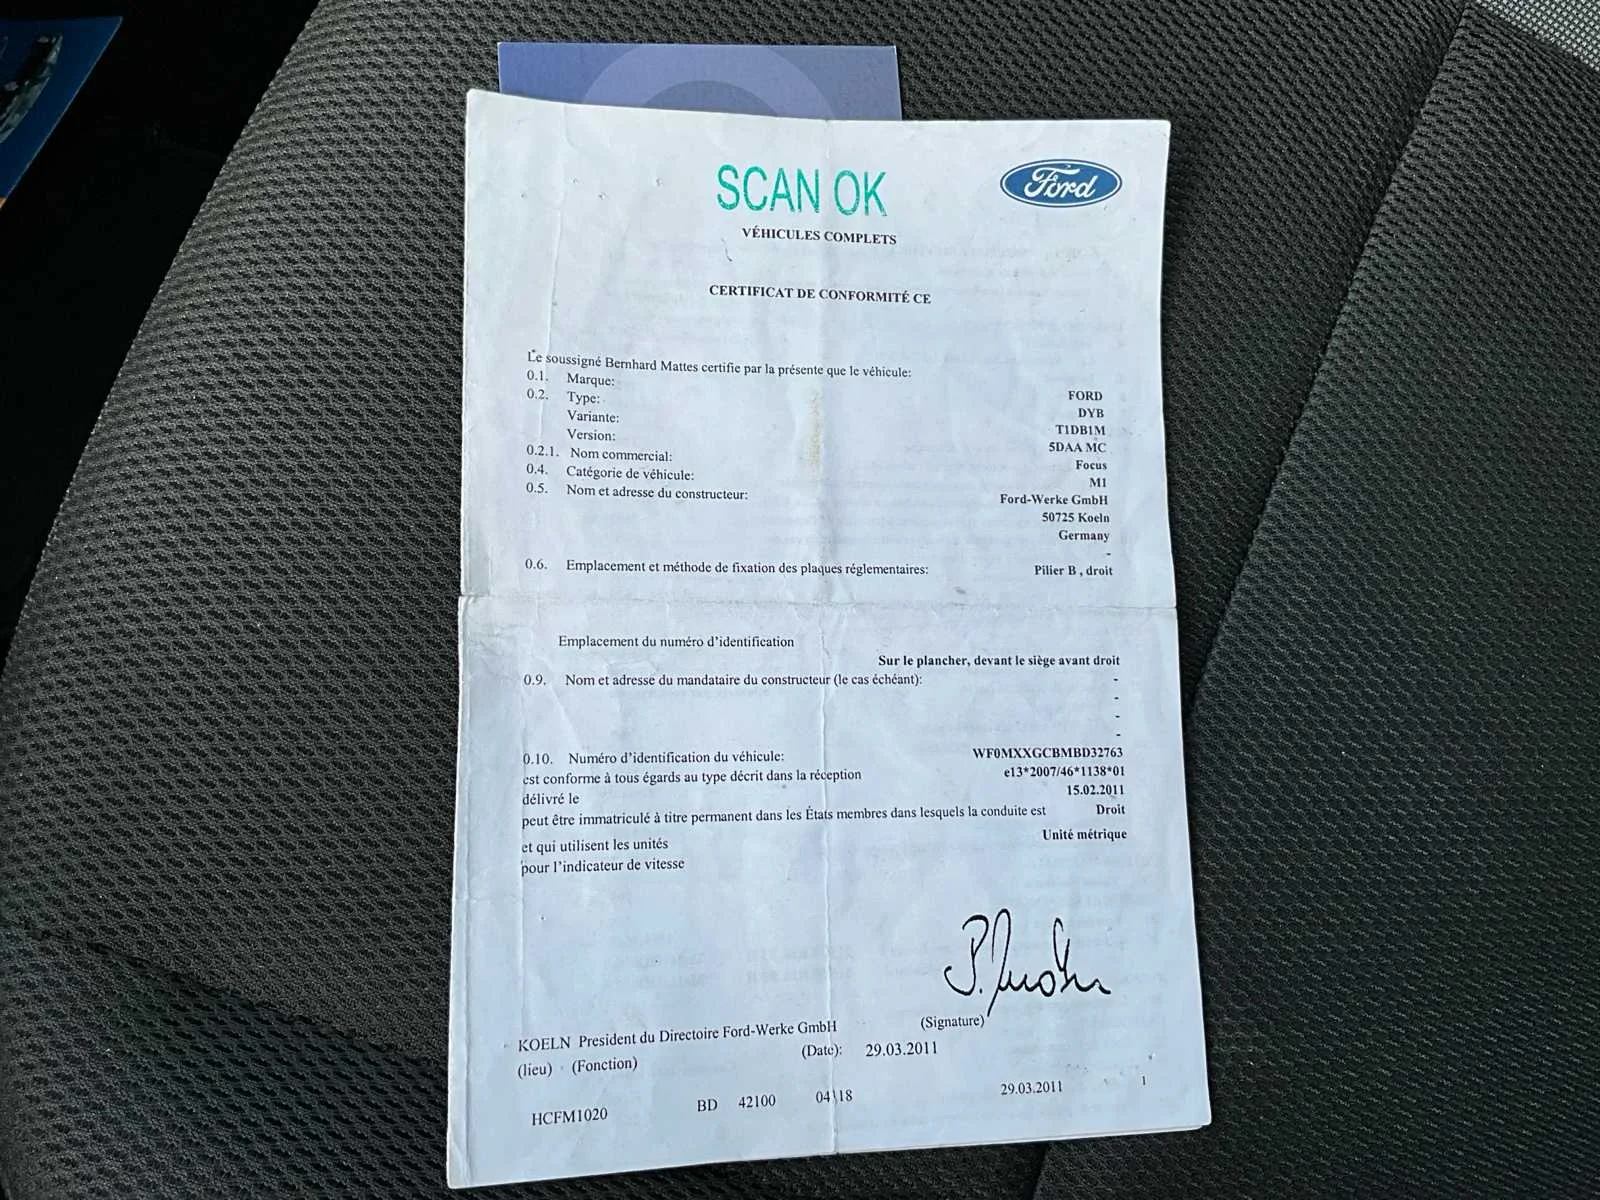 SCAN OK
Ford
VÉHICULES COMPLETS
CERTIFICAT DE CONFORMITÉ CE
Le soussigné Bernhard Mattes certifie par la présente que le véhicule:
0.1. Marque: FORD
0.2. Type: DYB
Variante: T1DB1M
Version: 5DAA MC
0.2.1. Nom commercial: Focus
0.4. Catégorie de véhicule: M1
0.5. Nom et adresse du constructeur: Ford-Werke GmbH
50725 Koeln
Germany
-
0.6. Emplacement et méthode de fixation des plaques réglementaires: Pilier B , droit
Emplacement du numéro d'identification
Sur le plancher, devant le siège avant droit
0.9. Nom et adresse du mandataire du constructeur (le cas échéant): -
-
-
-
0.10. Numéro d'identification du véhicule: WF0MXXGCBMBD32763
est conforme à tous égards au type décrit dans la réception e13*2007/46*1138*01
délivré le 15.02.2011
peut être immatriculé à titre permanent dans les États membres dans lesquels la conduite est Droit
et qui utilisent les unités Unité métrique
pour l'indicateur de vitesse
(Signature)
KOELN President du Directoire Ford-Werke GmbH
(lieu) (Fonction) (Date): 29.03.2011
HCFM1020 BD 42100 04\18 29.03.2011 1